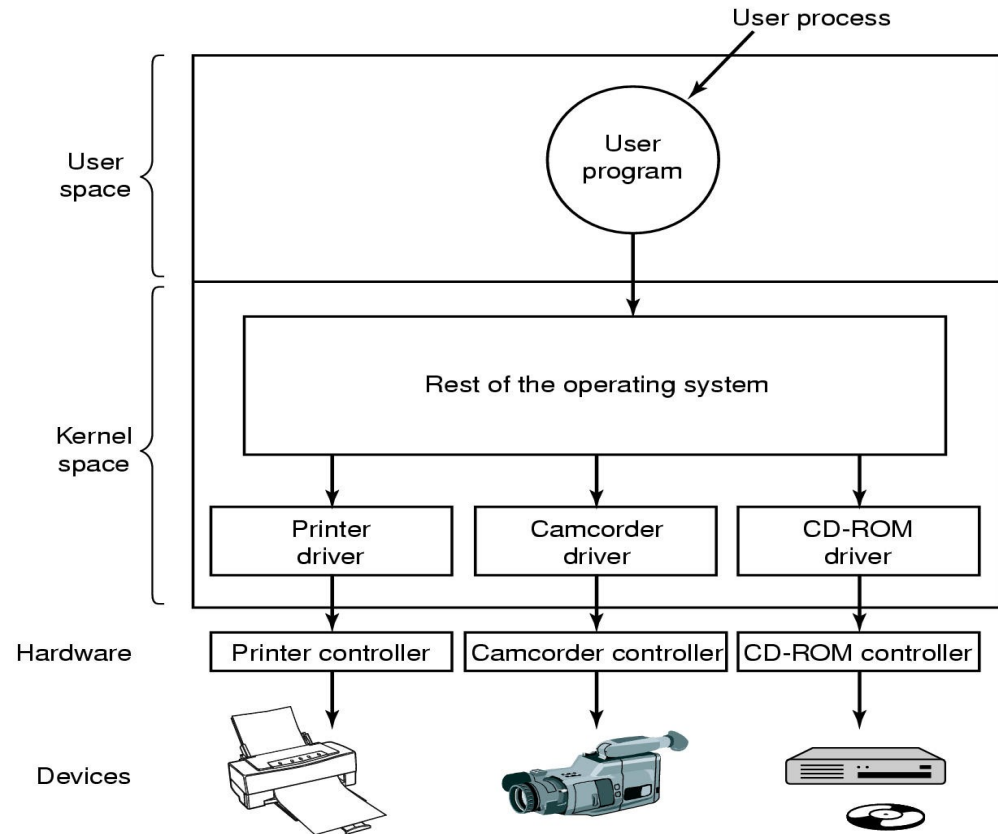 User process
User
program
User
space
Rest of the operating system
Kernel
space
Printer
driver
Camcorder
driver
CD-ROM
driver
Hardware
Printer controller
Camcorder controller
CD-ROM controller
Devices